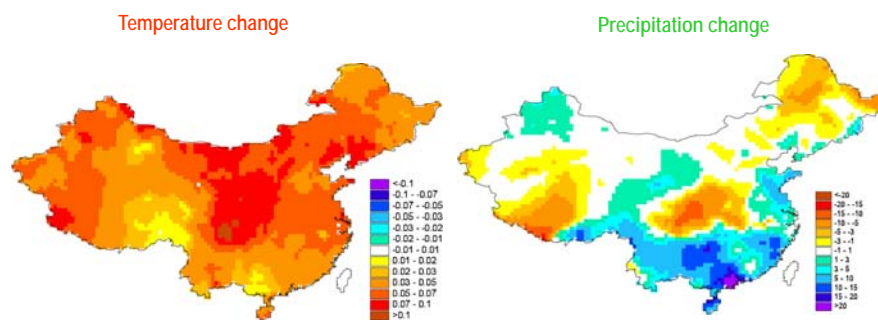 Temperature change
Precipitation change
<-0.1
-0.1 - -0.07
-0.07 - -0.05
-0.05 - -0.03
-0.03 - -0.02
-0.02 - -0.01
-0.01 - 0.01
0.01 - 0.02
0.02 - 0.03
0.03 - 0.05
0.05 - 0.07
0.07 - 0.1
>0.1
<-20
-20 - -15
-15 - -10
-10 - -5
-5 - -3
-3 - -1
-1 - 1
1 - 3
3 - 5
5 - 10
10 - 15
15 - 20
>20